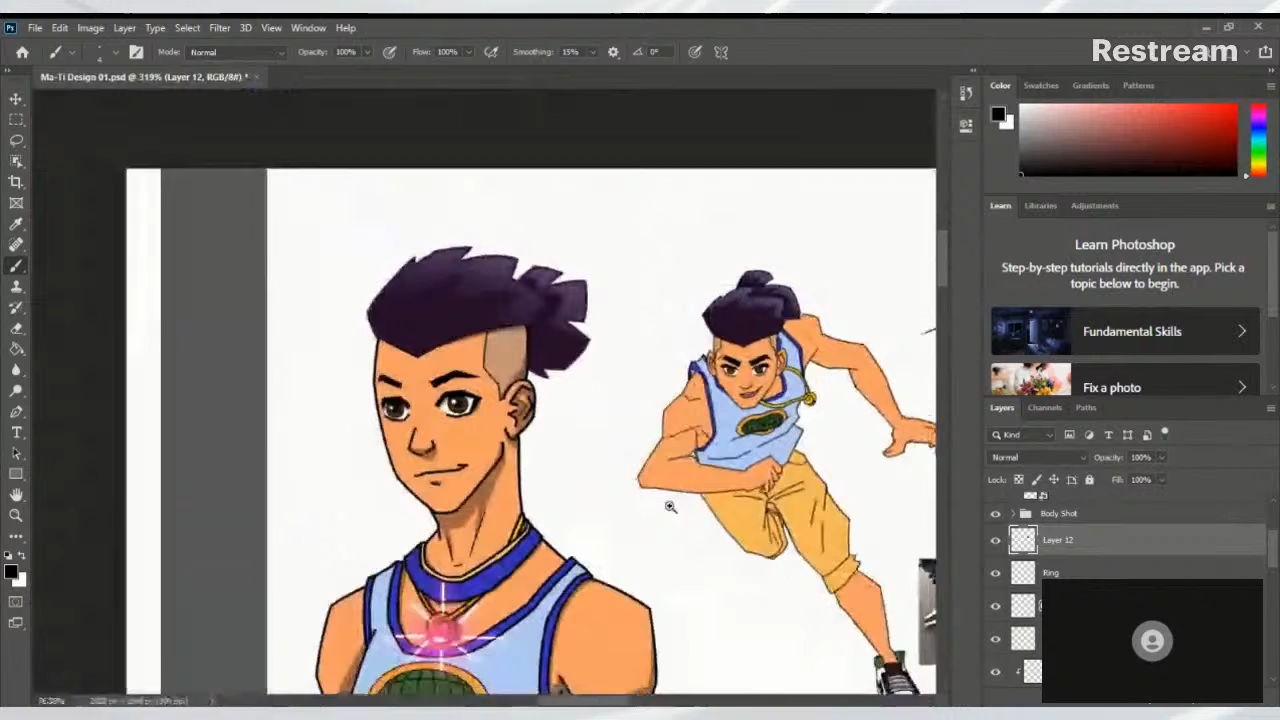 File Edit Image Layer Type Select Filter 3D View Window Help
Restream
4 Mode: Normal Opacity: 100% Flow: 100% Smoothing: 15% 0°
Ma-Ti Design 01.psd @ 319% (Layer 12, RGB/8#) *
Color Swatches Gradients Patterns
Learn Libraries Adjustments
Learn Photoshop
Step-by-step tutorials directly in the app. Pick a
topic below to begin.
Fundamental Skills
Fix a photo
Layers Channels Paths
Kind
Normal Opacity: 100%
Lock: Fill: 100%
Body Shot
Layer 12
Ring